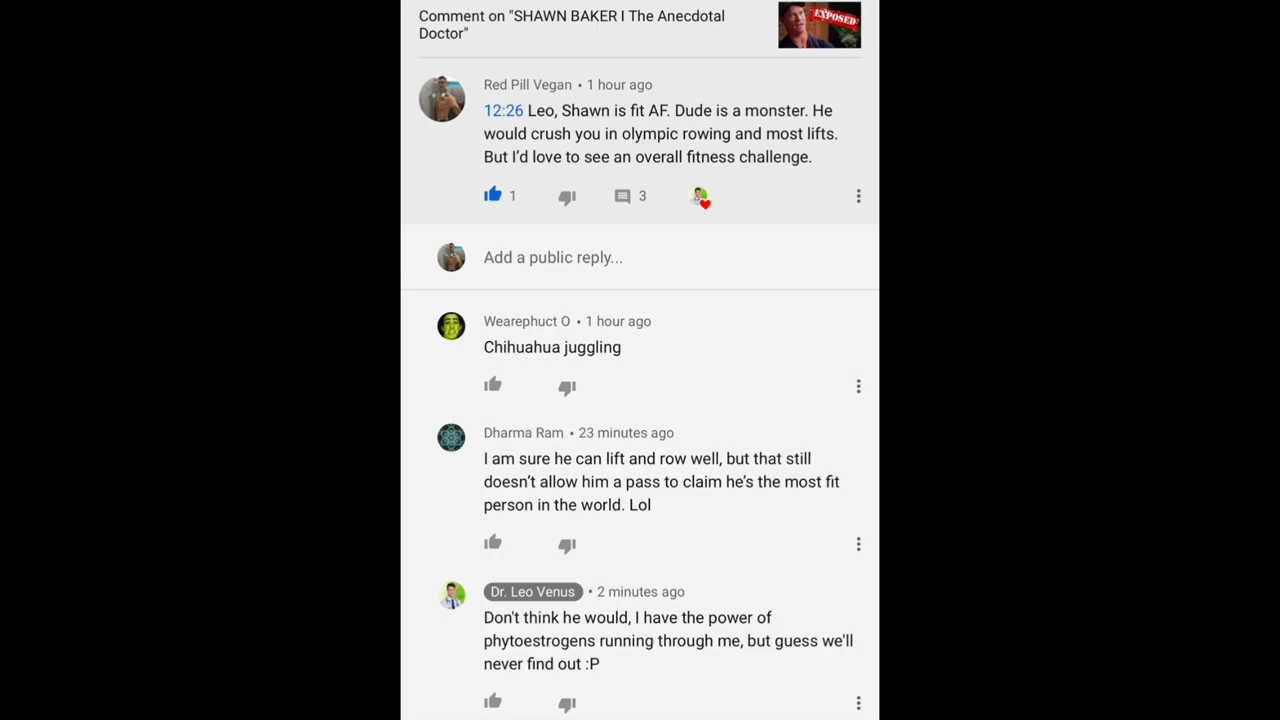 Comment on "SHAWN BAKER I The Anecdotal
Doctor"
EXPOSED
Red Pill Vegan • 1 hour ago
12:26 Leo, Shawn is fit AF. Dude is a monster. He
would crush you in olympic rowing and most lifts.
But I'd love to see an overall fitness challenge.
1
3
Add a public reply...
Wearephuct O • 1 hour ago
Chihuahua juggling
Dharma Ram • 23 minutes ago
I am sure he can lift and row well, but that still
doesn't allow him a pass to claim he's the most fit
person in the world. Lol
Dr. Leo Venus • 2 minutes ago
Don't think he would, I have the power of
phytoestrogens running through me, but guess we'll
never find out :P